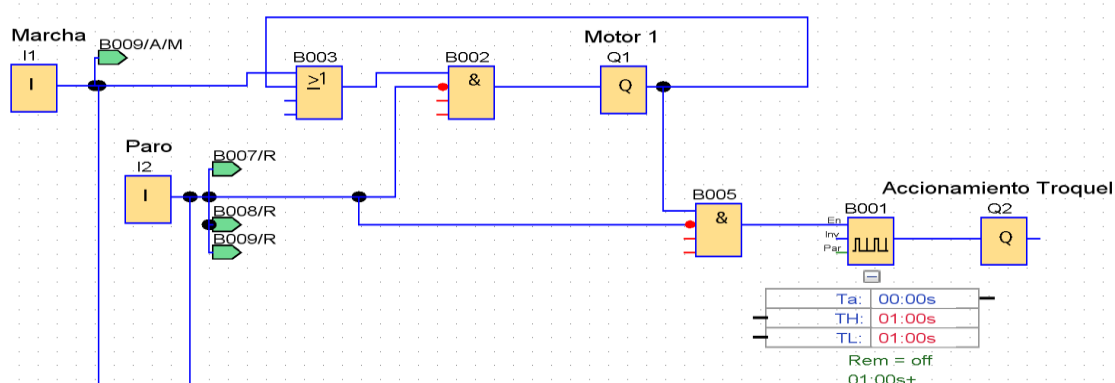 Marcha
I1
I
B009/A/M
B003
≥1
B002
&
Motor 1
Q1
Q
Paro
I2
I
B007/R
B008/R
B009/R
B005
&
Accionamiento Troquel
B001
En
Inv
Par
Q2
Q
Ta: 00:00s
TH: 01:00s
TL: 01:00s
Rem = off
01:00s+